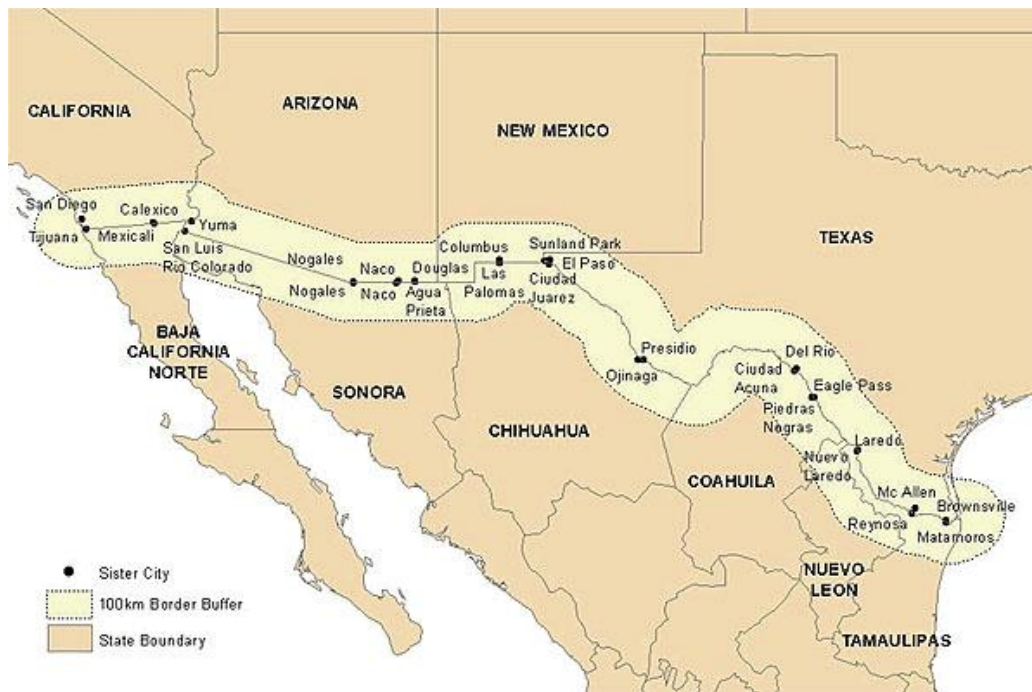 CALIFORNIA
ARIZONA
NEW MEXICO
TEXAS
San Diego
Tijuana
Calexico
Mexicali
Yuma
San Luis
Rio Colorado
Nogales
Nogales
Naco
Naco
Douglas
Agua
Prieta
Columbus
Las
Palomas
Sunland Park
El Paso
Ciudad
Juarez
Presidio
Ojinaga
Del Rio
Ciudad
Acuna
Eagle Pass
Piedras
Negras
Laredo
Nuevo
Laredo
Mc Allen
Reynosa
Brownsville
Matamoros
BAJA
CALIFORNIA
NORTE
SONORA
CHIHUAHUA
COAHUILA
NUEVO
LEON
TAMAULIPAS
Sister City
100km Border Buffer
State Boundary